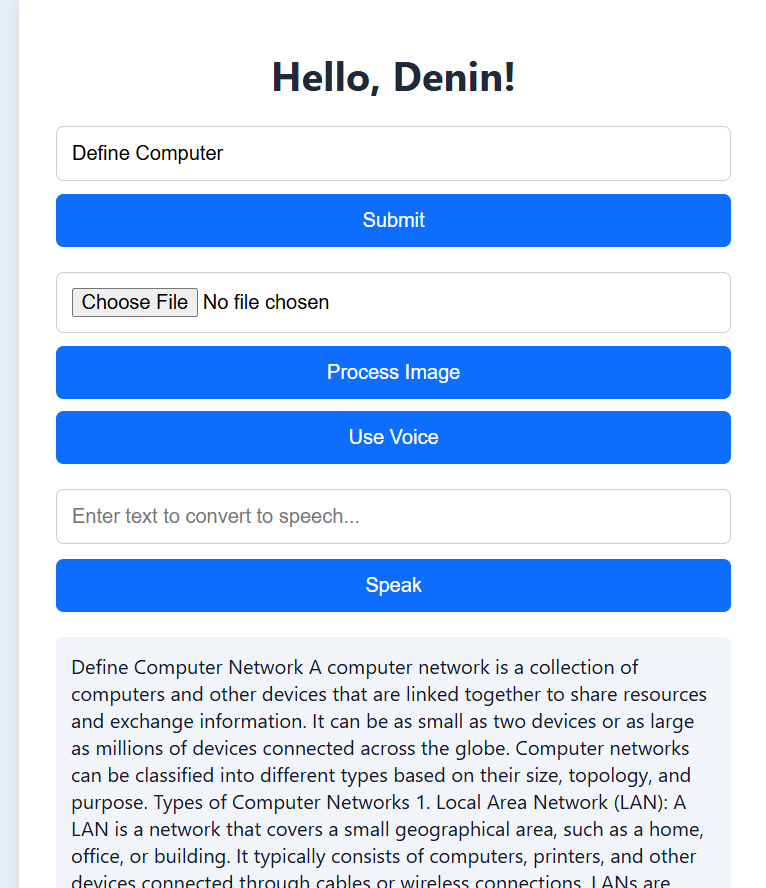 Hello, Denin!
Define Computer
Submit
Choose File No file chosen
Process Image
Use Voice
Enter text to convert to speech...
Speak
Define Computer Network A computer network is a collection of
computers and other devices that are linked together to share resources
and exchange information. It can be as small as two devices or as large
as millions of devices connected across the globe. Computer networks
can be classified into different types based on their size, topology, and
purpose. Types of Computer Networks 1. Local Area Network (LAN): A
LAN is a network that covers a small geographical area, such as a home,
office, or building. It typically consists of computers, printers, and other
devices connected through cables or wireless connections. LANs are